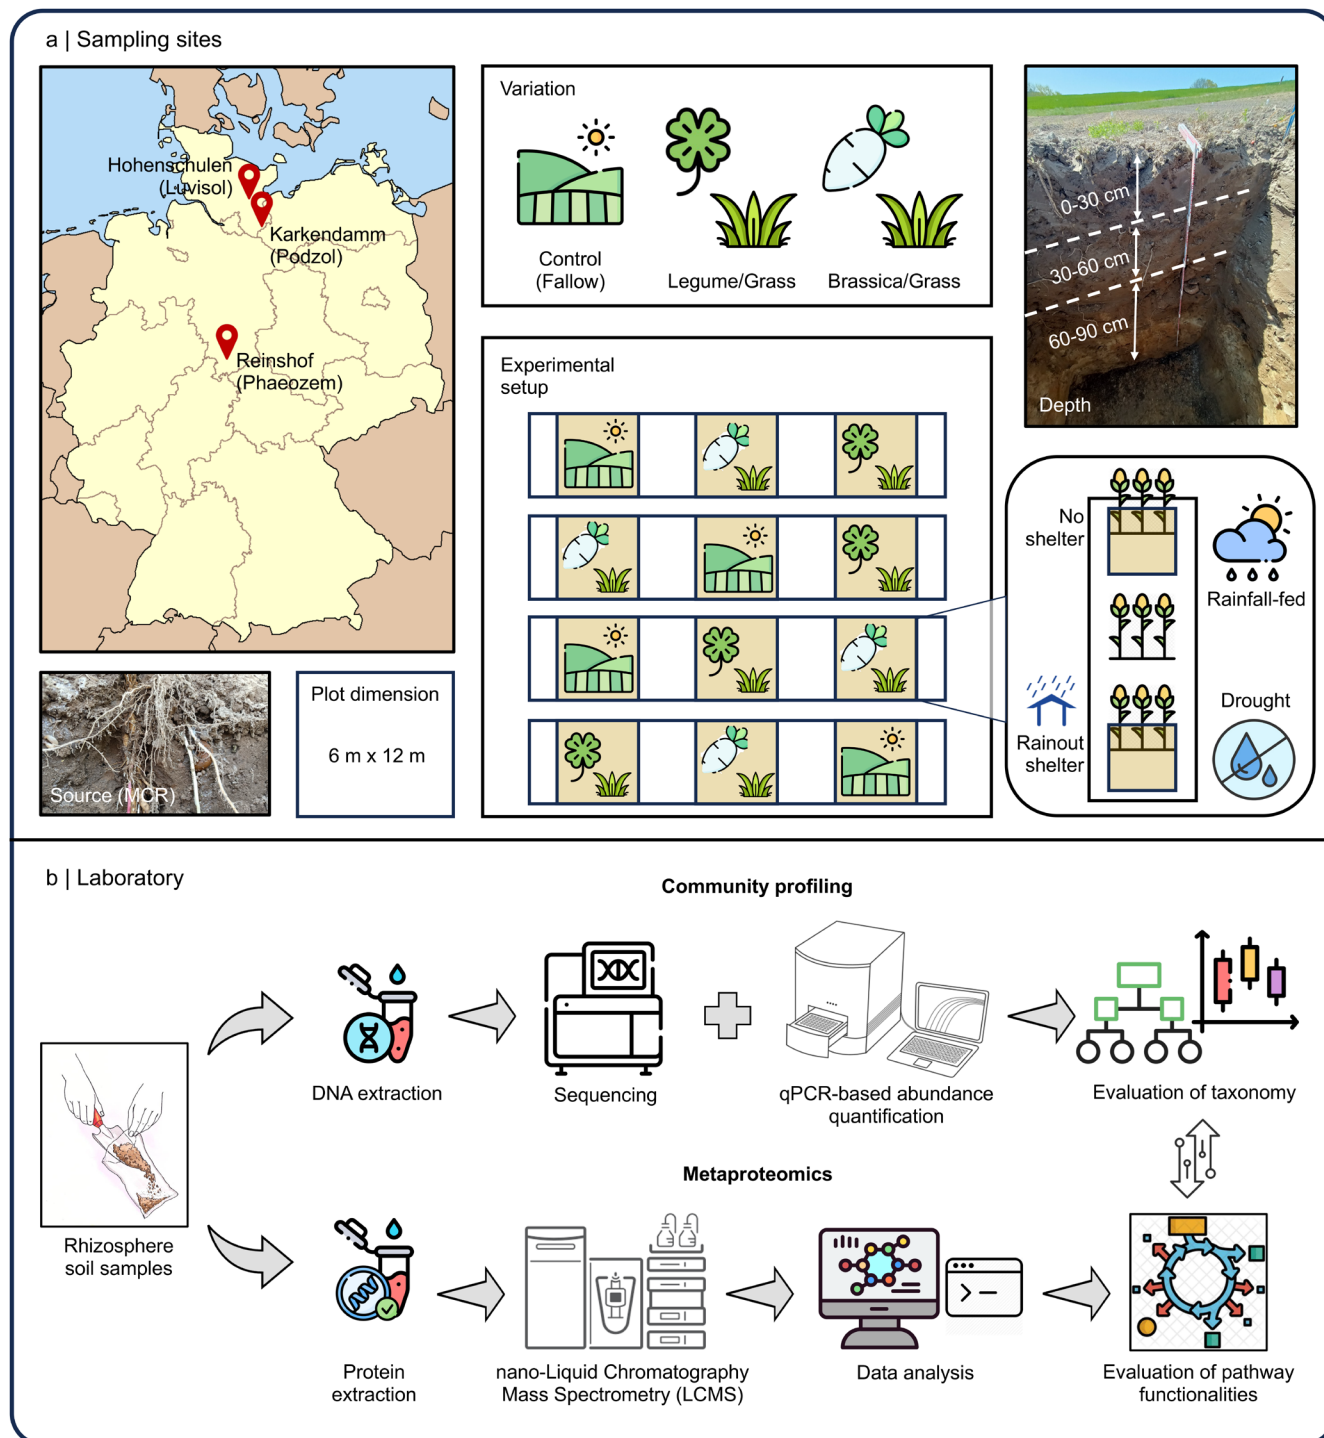 a | Sampling sites
Hohenschulen
(Luvisol)
Karkendamm
(Podzol)
Reinshof
(Phaeozem)
Source (MCR)
Plot dimension
6 m x 12 m
Variation
Control
(Fallow)
Legume/Grass
Brassica/Grass
Experimental
setup
0-30 cm
30-60 cm
60-90 cm
Depth
No
shelter
Rainfall-fed
Rainout
shelter
Drought
b | Laboratory
Community profiling
DNA extraction
Sequencing
qPCR-based abundance
quantification
Evaluation of taxonomy
Rhizosphere
soil samples
Metaproteomics
Protein
extraction
nano-Liquid Chromatography
Mass Spectrometry (LCMS)
Data analysis
Evaluation of pathway
functionalities